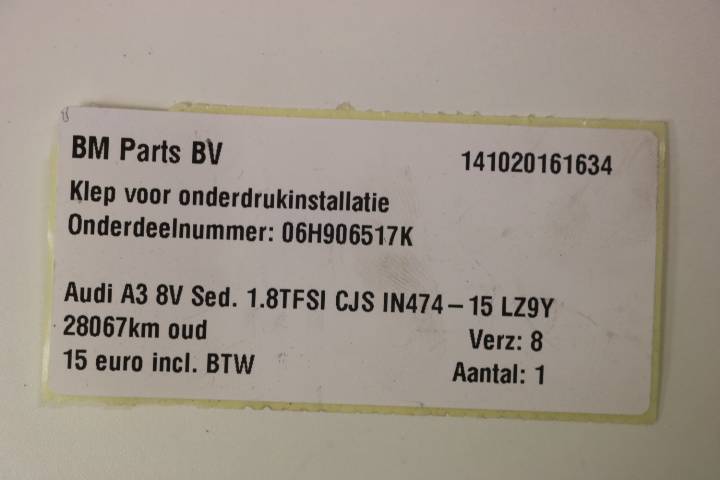 BM Parts BV 141020161634
Klep voor onderdrukinstallatie
Onderdeelnummer: 06H906517K
Audi A3 8V Sed. 1.8TFSI CJS IN474 – 15 LZ9Y
28067km oud Verz: 8
15 euro incl. BTW Aantal: 1